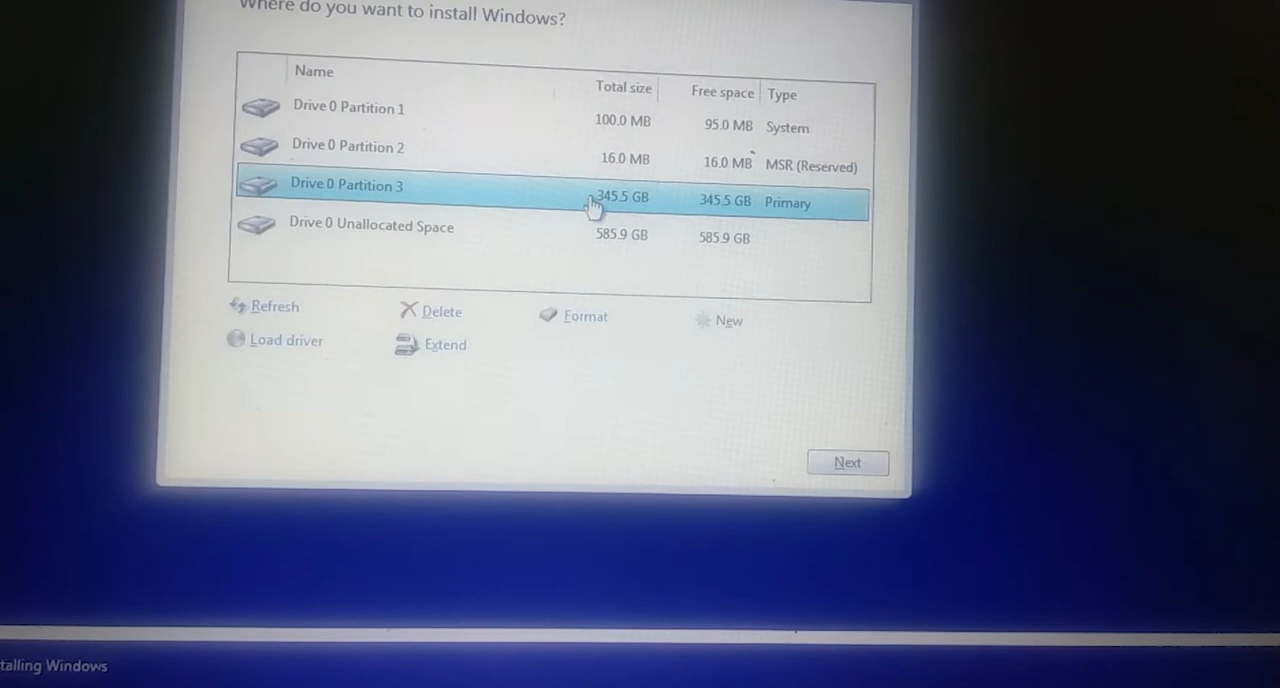 Where do you want to install Windows?
Name Total size Free space Type
Drive 0 Partition 1 100.0 MB 95.0 MB System
Drive 0 Partition 2 16.0 MB 16.0 MB MSR (Reserved)
Drive 0 Partition 3 345.5 GB 345.5 GB Primary
Drive 0 Unallocated Space 585.9 GB 585.9 GB
Refresh Delete Format New
Load driver Extend
Next
talling Windows